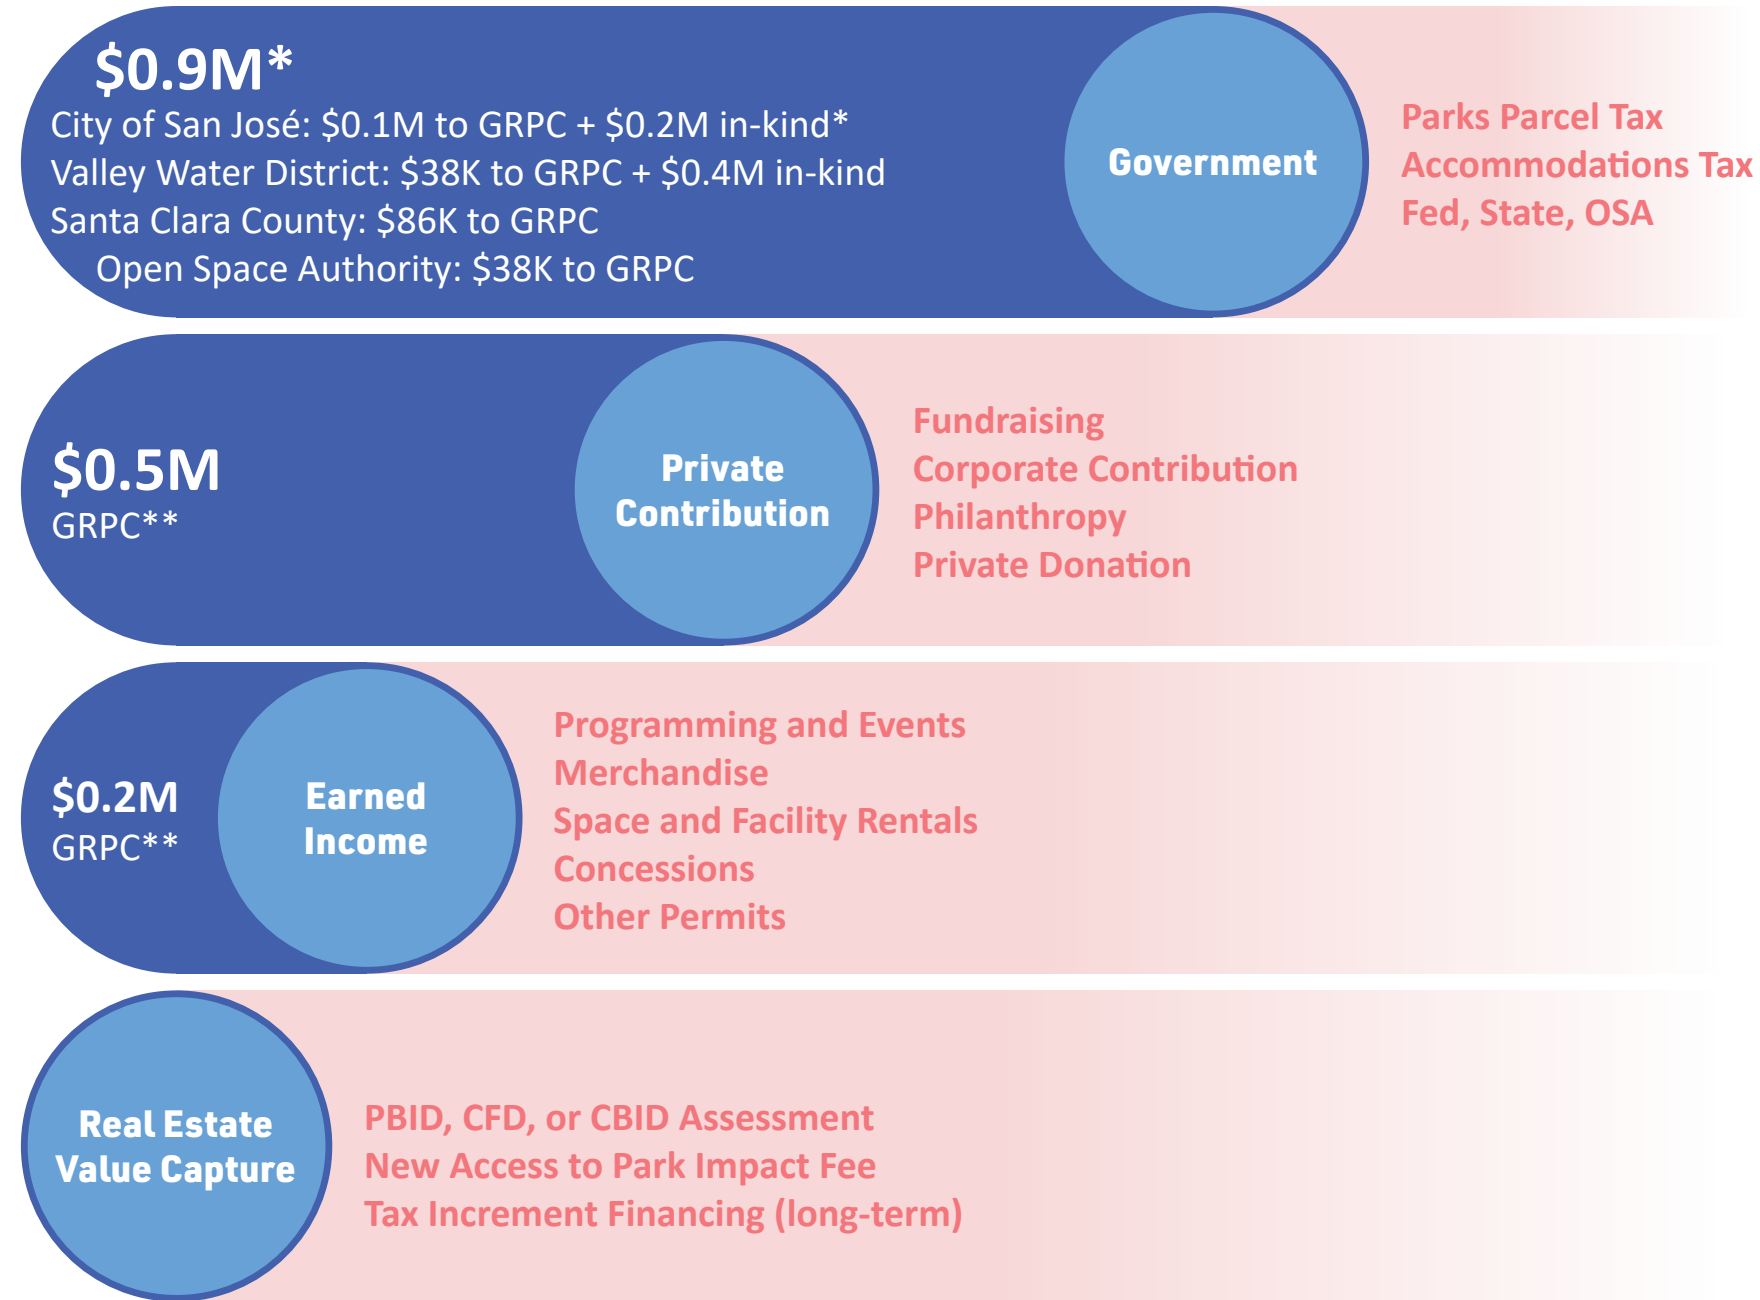 $0.9M*
City of San José: $0.1M to GRPC + $0.2M in-kind*
Valley Water District: $38K to GRPC + $0.4M in-kind
Santa Clara County: $86K to GRPC
Open Space Authority: $38K to GRPC
Government
Parks Parcel Tax
Accommodations Tax
Fed, State, OSA
$0.5M
GRPC**
Private
Contribution
Fundraising
Corporate Contribution
Philanthropy
Private Donation
$0.2M
GRPC**
Earned
Income
Programming and Events
Merchandise
Space and Facility Rentals
Concessions
Other Permits
Real Estate
Value Capture
PBID, CFD, or CBID Assessment
New Access to Park Impact Fee
Tax Increment Financing (long-term)